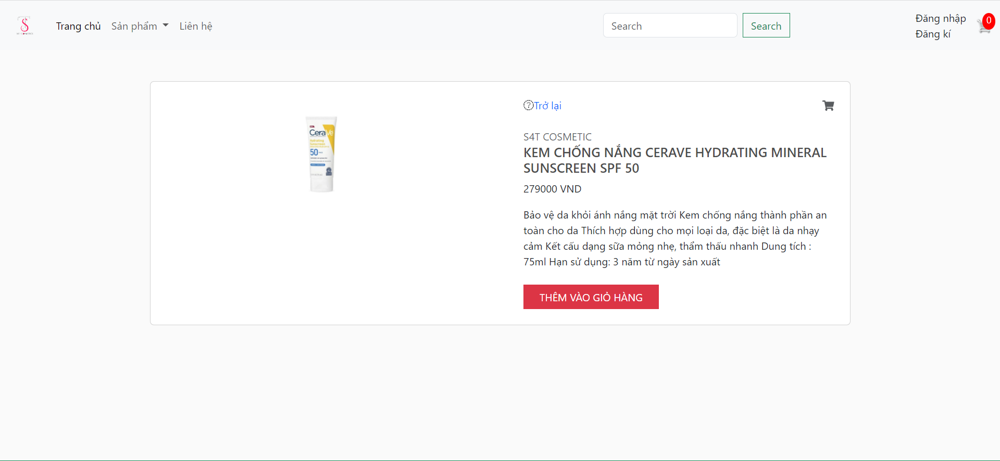 Trang chủ
Sản phẩm
Liên hệ
Search
Search
Đăng nhập
Đăng kí
0
Trở lại
S4T COSMETIC
KEM CHỐNG NẮNG CERAVE HYDRATING MINERAL
SUNSCREEN SPF 50
279000 VND
Bảo vệ da khỏi ánh nắng mặt trời Kem chống nắng thành phần an
toàn cho da Thích hợp dùng cho mọi loại da, đặc biệt là da nhạy
cảm Kết cấu dạng sữa mỏng nhẹ, thẩm thấu nhanh Dung tích :
75ml Hạn sử dụng: 3 năm từ ngày sản xuất
THÊM VÀO GIỎ HÀNG
CeraVe
Hydrating
Sunscreen
50